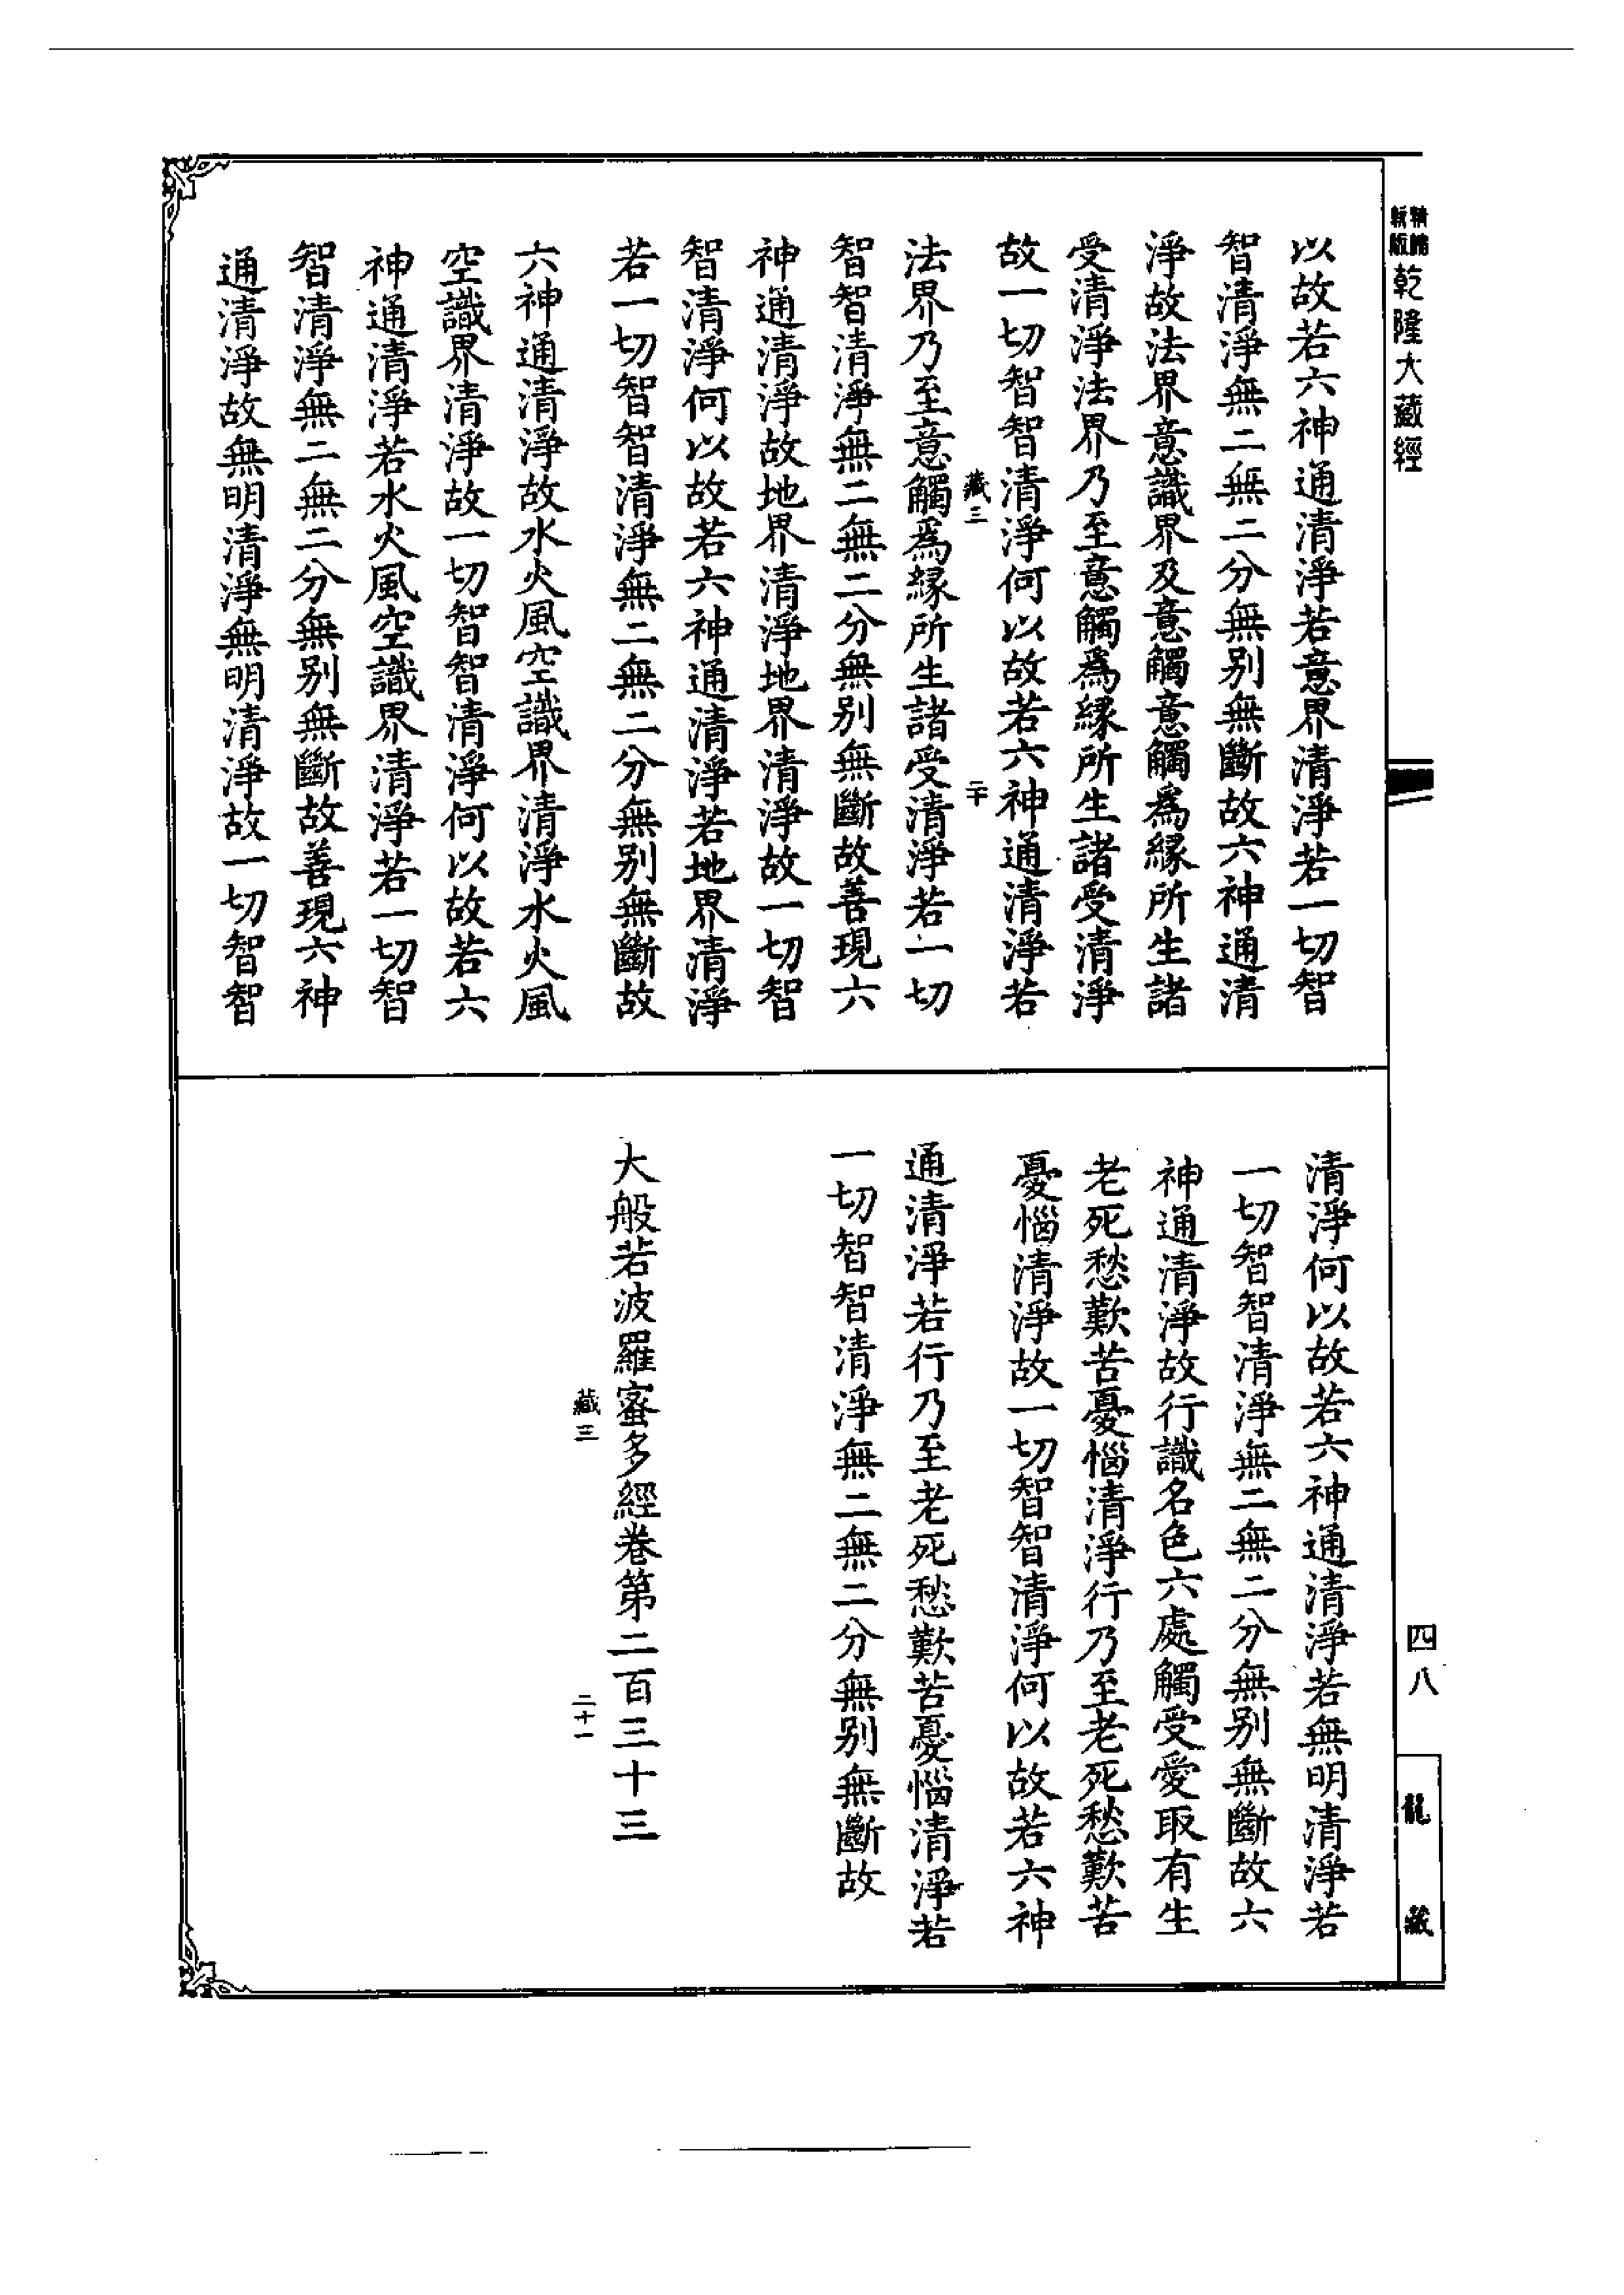 精縮新版乾隆大藏經
以故若六神通清淨若意界清淨若一切智
智清淨無二無二分無別無斷故六神通清
淨故法界意識界及意觸意觸爲緣所生諸
受清淨法界乃至意觸爲緣所生諸受清淨
故一切智智清淨何以故若六神通清淨若
藏三
二十
法界乃至意觸爲緣所生諸受清淨若一切
智智清淨無二無二分無別無斷故善現六
神通清淨故地界清淨地界清淨故一切智
智清淨何以故若六神通清淨若地界清淨
若一切智智清淨無二無二分無別無斷故
六神通清淨故水火風空識界清淨水火風
空識界清淨故一切智智清淨何以故若六
神通清淨若水火風空識界清淨若一切智
智清淨無二無二分無別無斷故善現六神
通清淨故無明清淨無明清淨故一切智智
清淨何以故若六神通清淨若無明清淨若
一切智智清淨無二無二分無別無斷故六
神通清淨故行識名色六處觸受愛取有生
老死愁歎苦憂惱清淨行乃至老死愁歎苦
憂惱清淨故一切智智清淨何以故若六神
通清淨若行乃至老死愁歎苦憂惱清淨若
一切智智清淨無二無二分無別無斷故
大般若波羅蜜多經卷第二百三十三
藏三
二十一
四八
龍藏